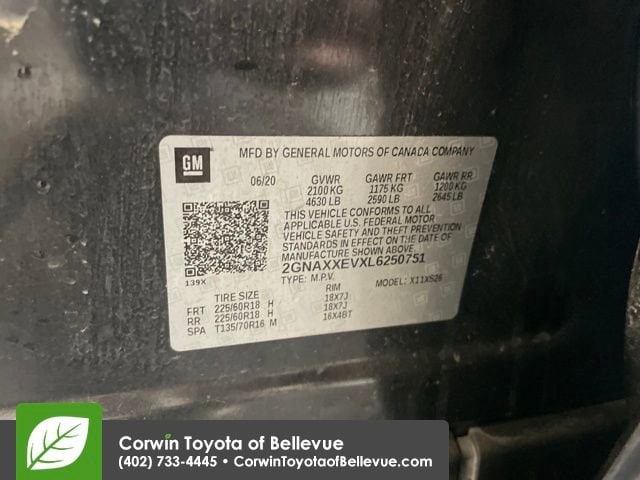 GM
MFD BY GENERAL MOTORS OF CANADA COMPANY
06/20 GVWR GAWR FRT GAWR RR
2100 KG 1175 KG 1200 KG
4630 LB 2590 LB 2645 LB
THIS VEHICLE CONFORMS TO ALL
APPLICABLE U.S. FEDERAL MOTOR
VEHICLE SAFETY AND THEFT PREVENTION
STANDARDS IN EFFECT ON THE DATE OF
MANUFACTURE SHOWN ABOVE.
2GNAXXEVXL6250751
139X
TYPE: M.P.V. MODEL: X11XS26
TIRE SIZE RIM
FRT 225/60R18 H 18X7J
RR 225/60R18 H 18X7J
SPA T135/70R16 M 16X4BT
Corwin Toyota of Bellevue
(402) 733-4445 • CorwinToyotaofBellevue.com